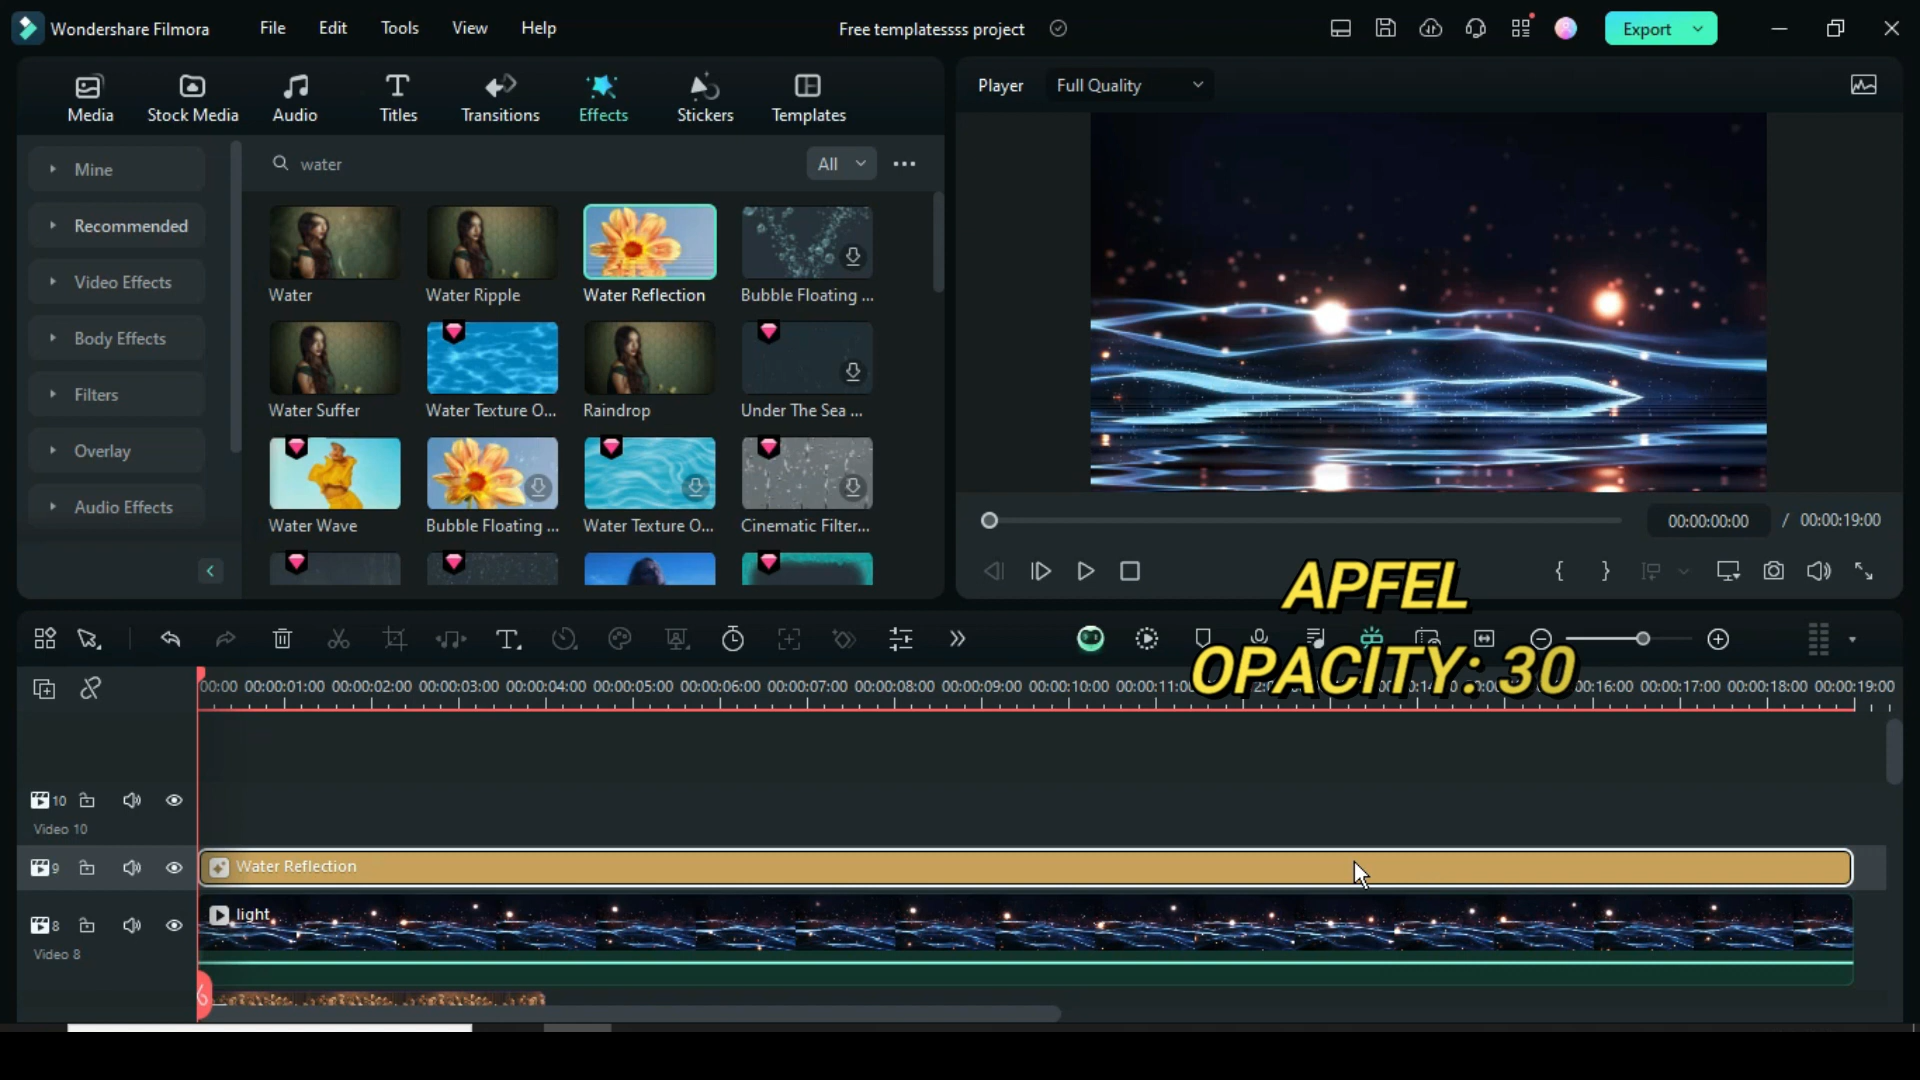 Wondershare Filmora
File
Edit
Tools
View
Help
Free templatessss project
Export
Media
Stock Media
Audio
Titles
Transitions
Effects
Stickers
Templates
Player
Full Quality
Mine
Recommended
Video Effects
Body Effects
Filters
Overlay
Audio Effects
water
All
Water
Water Ripple
Water Reflection
Bubble Floating ...
Water Suffer
Water Texture O...
Raindrop
Under The Sea ...
Water Wave
Bubble Floating ...
Water Texture O...
Cinematic Filter...
00:00:00:00 / 00:00:19:00
APFEL
OPACITY: 30
00:00 00:00:01:00 00:00:02:00 00:00:03:00 00:00:04:00 00:00:05:00 00:00:06:00 00:00:07:00 00:00:08:00 00:00:09:00 00:00:10:00 00:00:16:00 00:00:17:00 00:00:18:00 00:00:19:00
10
Video 10
9
Water Reflection
8
Video 8
light